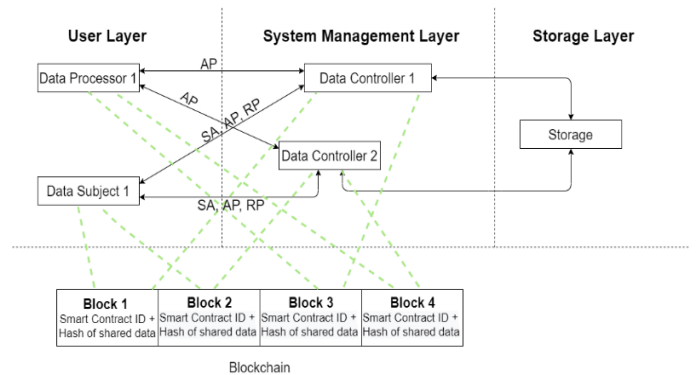 User Layer
System Management Layer
Storage Layer
AP
Data Processor 1
Data Controller 1
AP
SA, AP, RP
Storage
Data Controller 2
Data Subject 1
SA, AP, RP
Block 1
Smart Contract ID +
Hash of shared data
Block 2
Smart Contract ID +
Hash of shared data
Block 3
Smart Contract ID +
Hash of shared data
Block 4
Smart Contract ID +
Hash of shared data
Blockchain